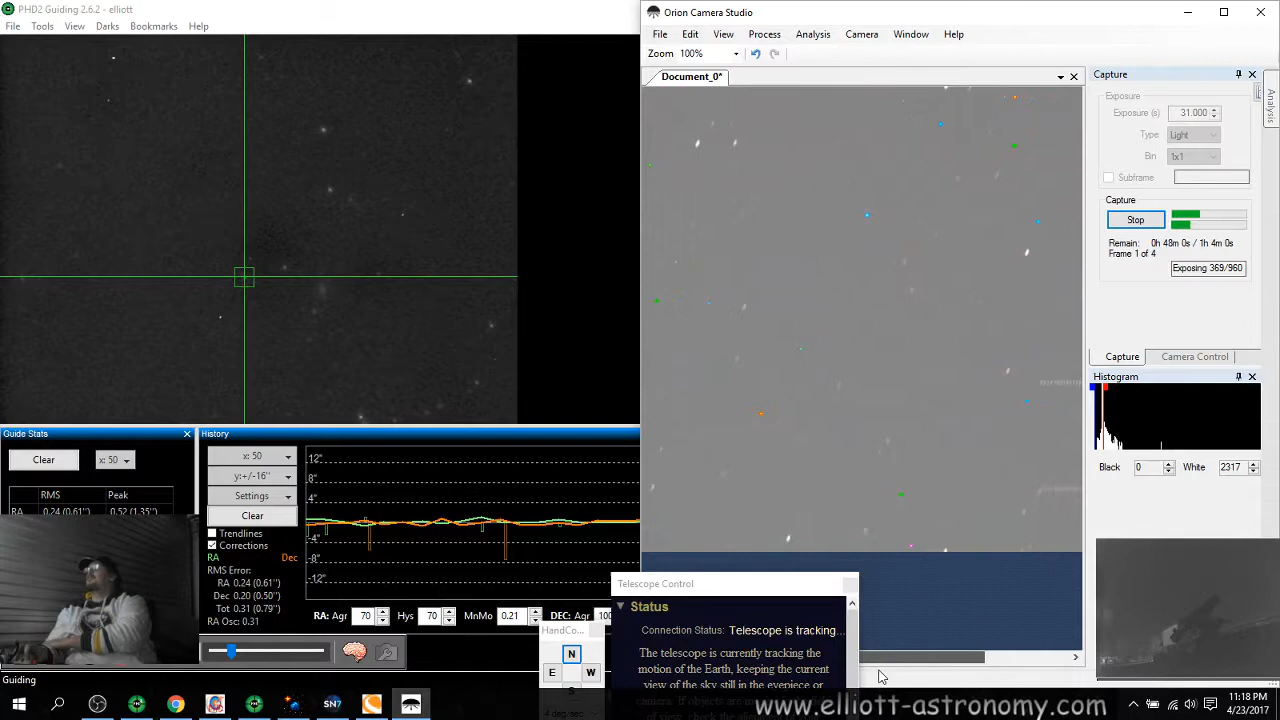 PHD2 Guiding 2.6.2 - elliott
File Tools View Darks Bookmarks Help
Guide Stats
Clear
x: 50
RMS Peak
RA 0.24 (0.61") 0.52 (1.35")
History
x: 50
y:+/-16"
Settings
Clear
Trendlines
Corrections
RA Dec
RMS Error:
RA 0.24 (0.61")
Dec 0.20 (0.50")
Tot 0.31 (0.79")
RA Osc: 0.31
12"
8"
4"
-4"
-8"
-12"
RA: Agr 70 Hys 70 MnMo 0.21 DEC: Agr
Guiding
Orion Camera Studio
File Edit View Process Analysis Camera Window Help
Zoom 100%
Document_0*
Capture
Analysis
Exposure
Exposure (s) 31.000
Type: Light
Bin 1x1
Subframe
Capture
Stop
Remain: 0h 48m 0s / 1h 4m 0s
Frame 1 of 4
Exposing 369/960
Capture Camera Control
Histogram
Black 0 White 2317
Telescope Control
Status
Connection Status: Telescope is tracking
The telescope is currently tracking the
motion of the Earth, keeping the current
view of the sky still in the eyepiece or
HandCo...
N
E W
S
4 deg/sec
SN7
www.elliott-astronomy.com
11:18 PM
4/23/2017